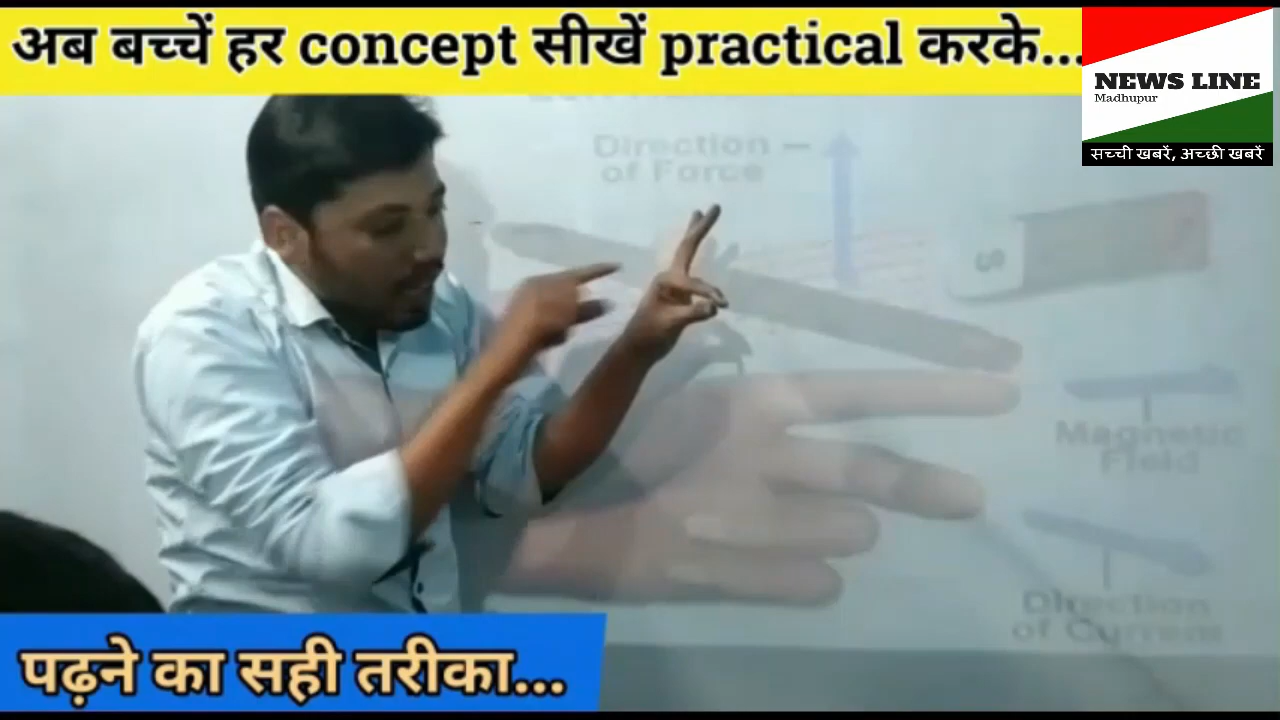 अब बच्चें हर concept सीखें practical करके...
NEWS LINE
Madhupur
सच्ची खबरें, अच्छी खबरें
Direction
of Force
S
Magnetic
Field
Direction
of Current
पढ़ने का सही तरीका...